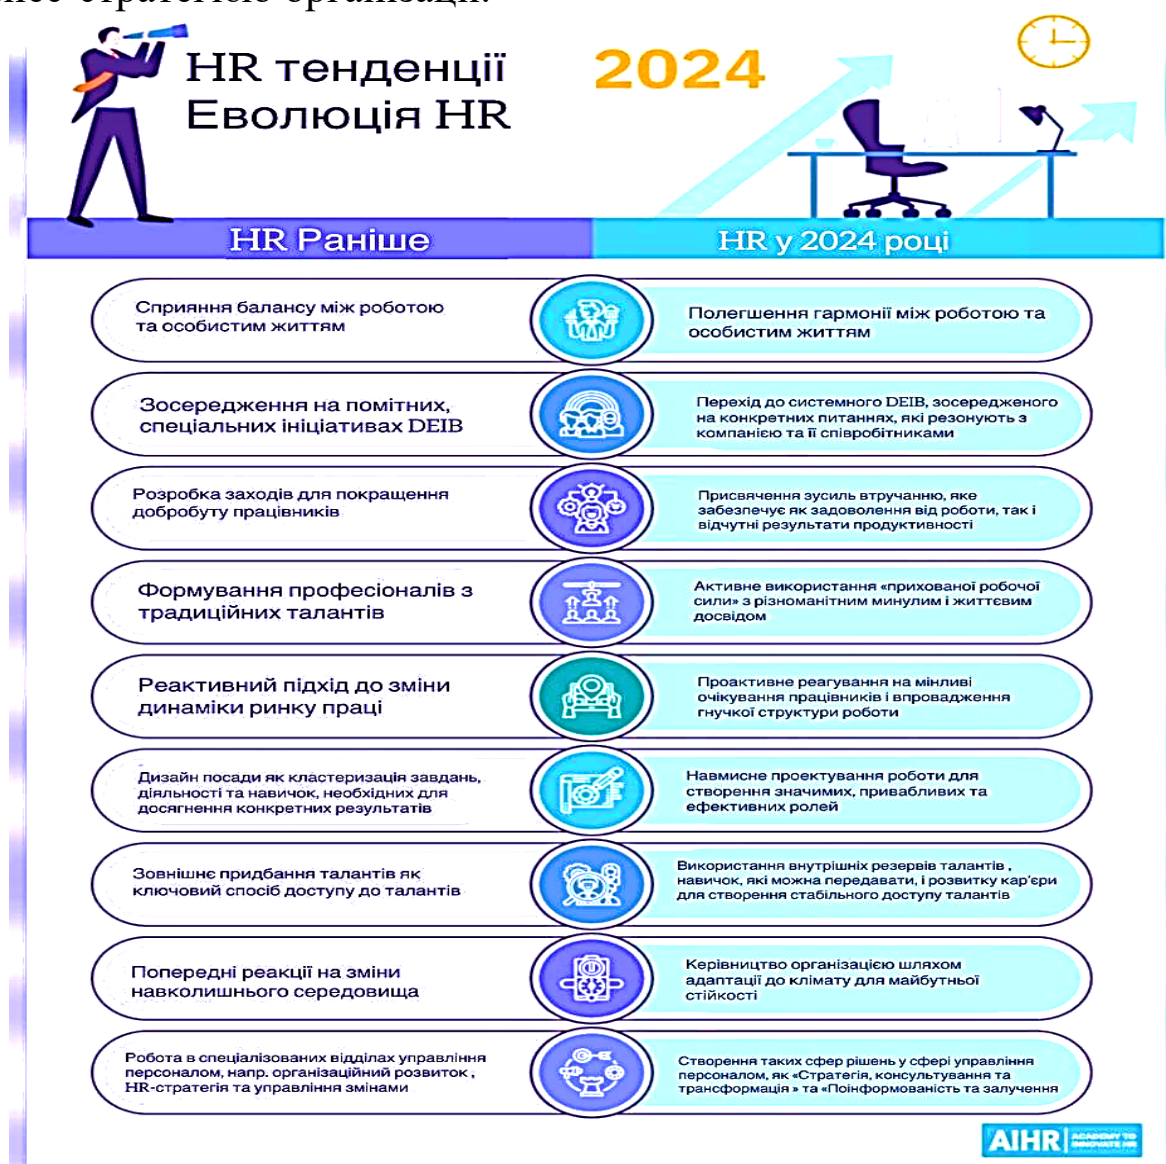 стратегією організації.
HR тенденції
Еволюція HR
2024
HR Раніше
HR у 2024 році
Сприяння балансу між роботою
та особистим життям
Полегшення гармонії між роботою та
особистим життям
Зосередження на помітних,
спеціальних ініціативах DEIB
Перехід до системного DEIB, зосередженого
на конкретних питаннях, які резонують з
компанією та її співробітниками
Розробка заходів для покращення
добробуту працівників
Присвячення зусиль втручанню, яке
забезпечує як задоволення від роботи, так і
відчутні результати продуктивності
Формування професіоналів з
традиційних талантів
Активне використання «прихованої робочої
сили» з різноманітним минулим і життєвим
досвідом
Реактивний підхід до зміни
динаміки ринку праці
Проактивне реагування на мінливі
очікування працівників і впровадження
гнучкої структури роботи
Дизайн посади як кластеризація завдань,
діяльності та навичок, необхідних для
досягнення конкретних результатів
Навмисне проектування роботи для
створення значимих, привабливих та
ефективних ролей
Зовнішнє придбання талантів як
ключовий спосіб доступу до талантів
Використання внутрішніх резервів талантів ,
навичок, які можна передавати, і розвитку кар'єри
для створення стабільного доступу талантів
Попередні реакції на зміни
навколишнього середовища
Керівництво організацією шляхом
адаптації до клімату для майбутньої
стійкості
Робота в спеціалізованих відділах управління
персоналом, напр. організаційний розвиток ,
HR-стратегія та управління змінами
Створення таких сфер рішень у сфері управління
персоналом, як «Стратегія, консультування та
трансформація » та «Поінформованість та залучення
AIHR ACADEMY TO
INNOVATE HR